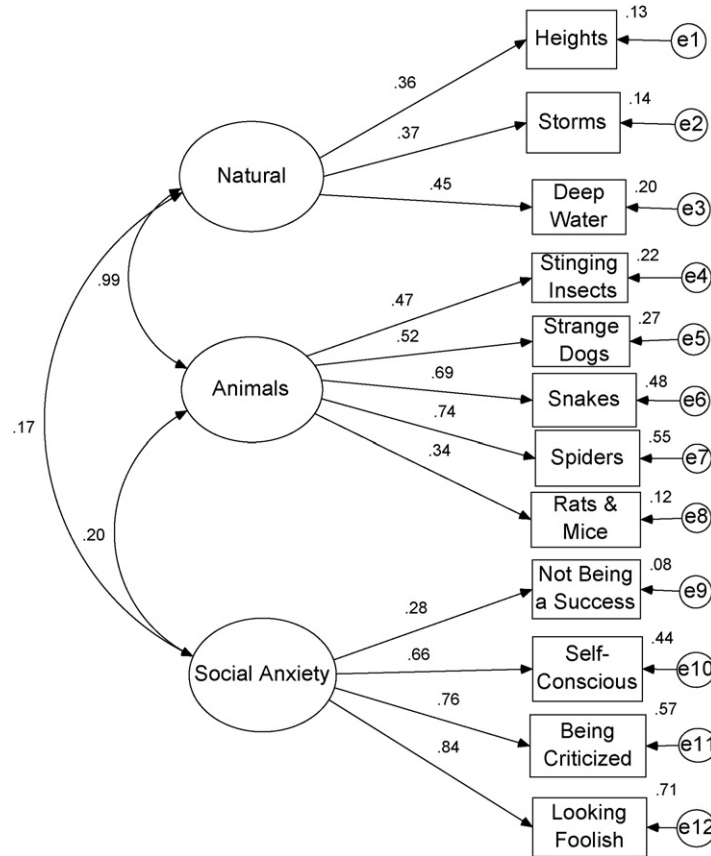 .13
Heights
e1
.36
.14
Storms
e2
.37
Natural
.45
Deep
Water
.20
e3
.99
.22
Stinging
Insects
e4
.47
.27
Strange
Dogs
e5
.52
Animals
.69
.48
Snakes
e6
.74
.55
Spiders
e7
.34
.12
Rats &
Mice
e8
.17
.20
.08
Not Being
a Success
e9
.28
.44
Self-
Conscious
e10
.66
Social Anxiety
.76
.57
Being
Criticized
e11
.84
.71
Looking
Foolish
e12